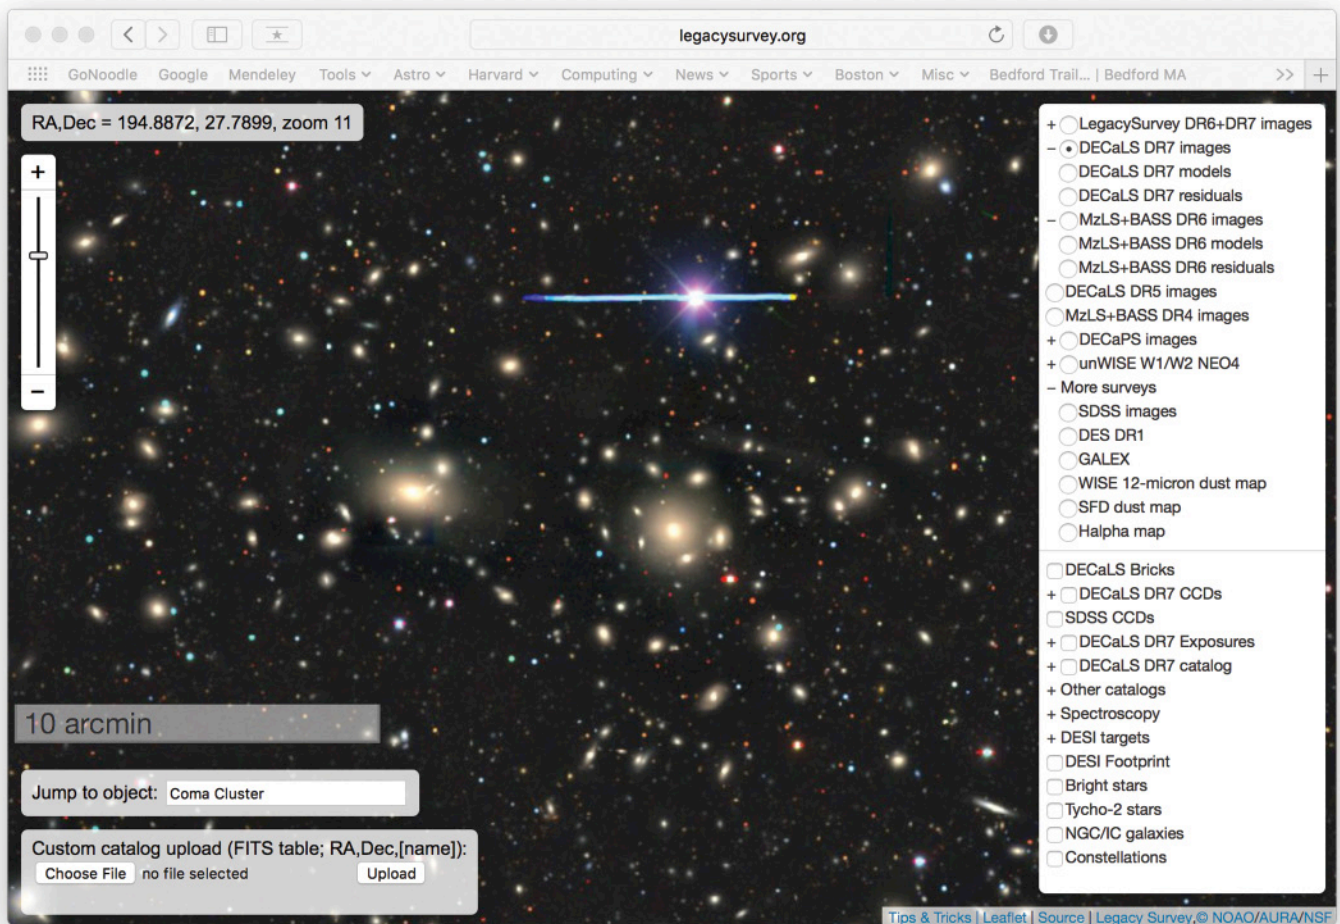 legacysurvey.org
GoNoodle Google Mendeley Tools Astro Harvard Computing News Sports Boston Misc Bedford Trail... | Bedford MA >> +
RA,Dec = 194.8872, 27.7899, zoom 11
+
−
+ LegacySurvey DR6+DR7 images
− DECaLS DR7 images
DECaLS DR7 models
DECaLS DR7 residuals
− MzLS+BASS DR6 images
MzLS+BASS DR6 models
MzLS+BASS DR6 residuals
DECaLS DR5 images
MzLS+BASS DR4 images
+ DECaPS images
+ unWISE W1/W2 NEO4
− More surveys
SDSS images
DES DR1
GALEX
WISE 12-micron dust map
SFD dust map
Halpha map
DECaLS Bricks
+ DECaLS DR7 CCDs
SDSS CCDs
+ DECaLS DR7 Exposures
+ DECaLS DR7 catalog
+ Other catalogs
+ Spectroscopy
+ DESI targets
DESI Footprint
Bright stars
Tycho-2 stars
NGC/IC galaxies
Constellations
10 arcmin
Jump to object: Coma Cluster
Custom catalog upload (FITS table; RA,Dec,[name]):
Choose File no file selected Upload
Tips & Tricks | Leaflet | Source | Legacy Survey,© NOAO/AURA/NSF